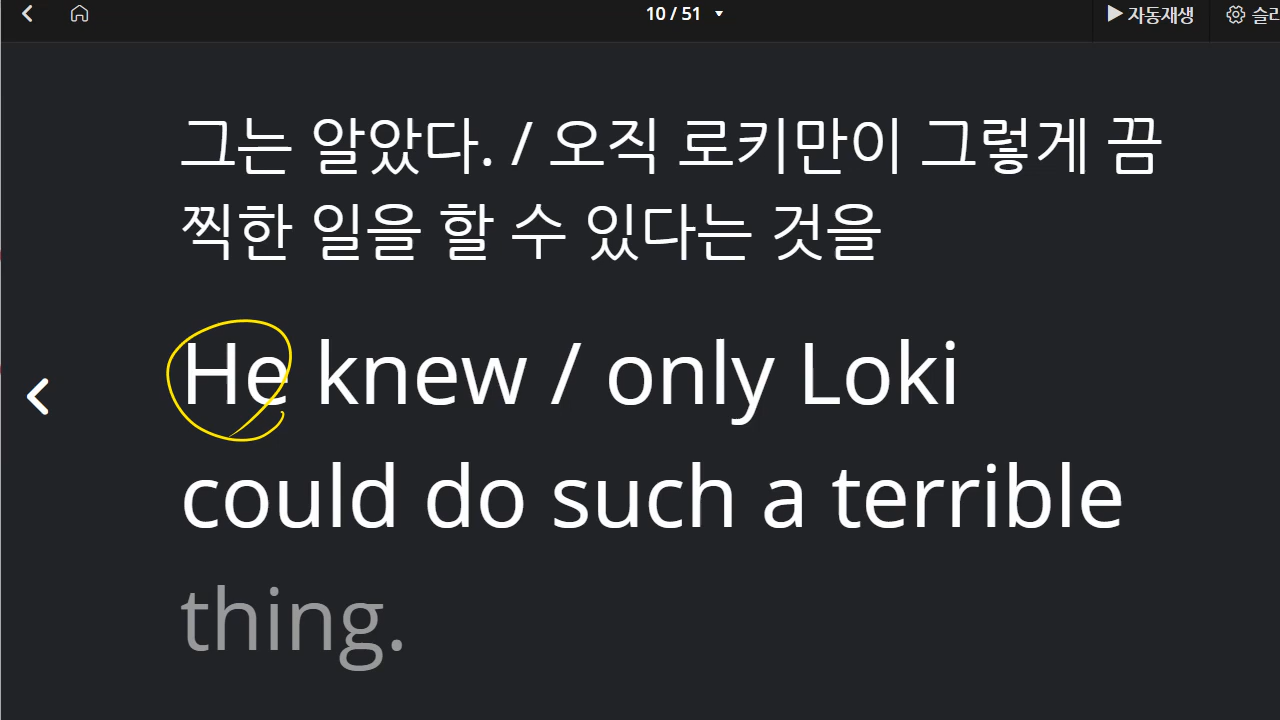 10 / 51
자동재생
그는 알았다. / 오직 로키만이 그렇게 끔
찍한 일을 할 수 있다는 것을
He knew / only Loki
could do such a terrible
thing.